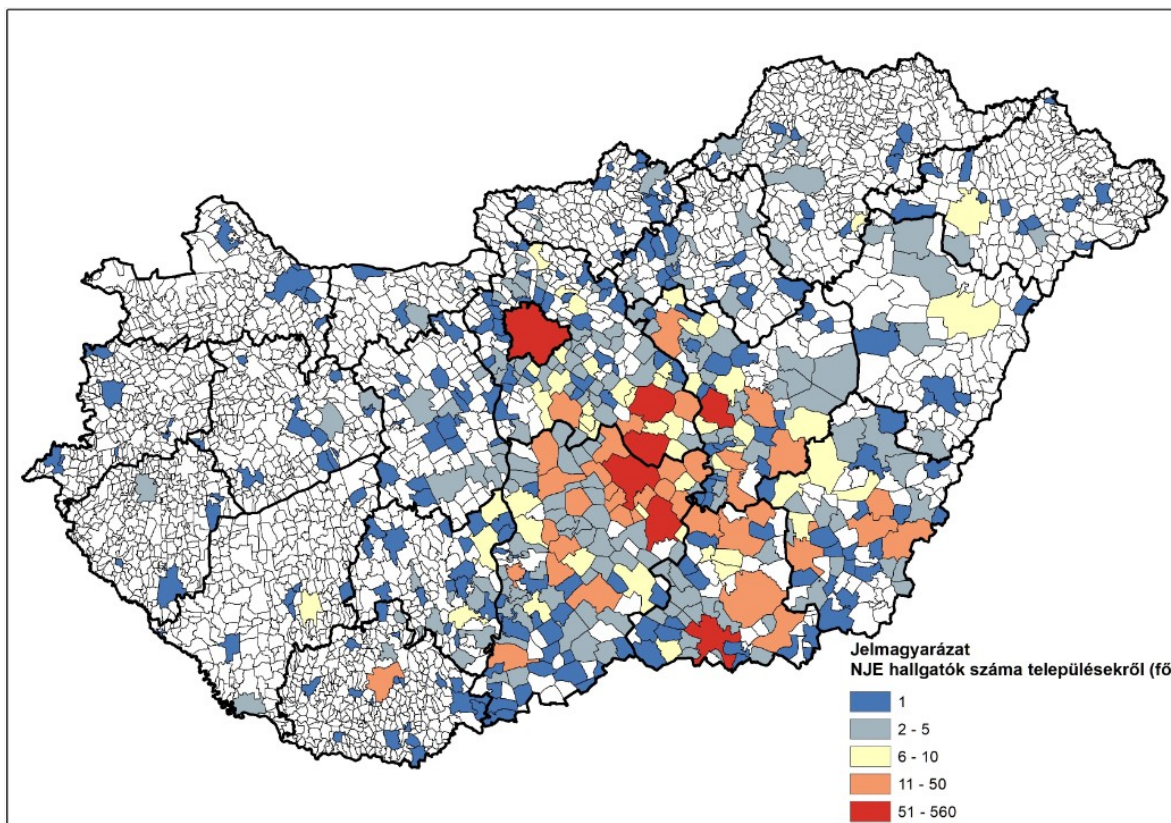 Jelmagyarázat
NJE hallgatók száma településekről (fő
1
2 - 5
6 - 10
11 - 50
51 - 560